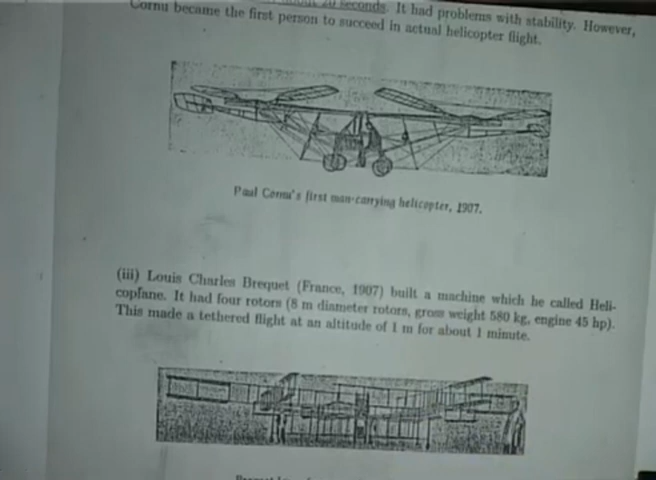 about 20 seconds. It had problems with stability. However,
Cornu became the first person to succeed in actual helicopter flight.
Paul Cornu's first man-carrying helicopter, 1907.
(iii) Louis Charles Brequet (France, 1907) built a machine which he called Heli-
copfane. It had four rotors (8 m diameter rotors, gross weight 580 kg, engine 45 hp).
This made a tethered flight at an altitude of 1 m for about 1 minute.